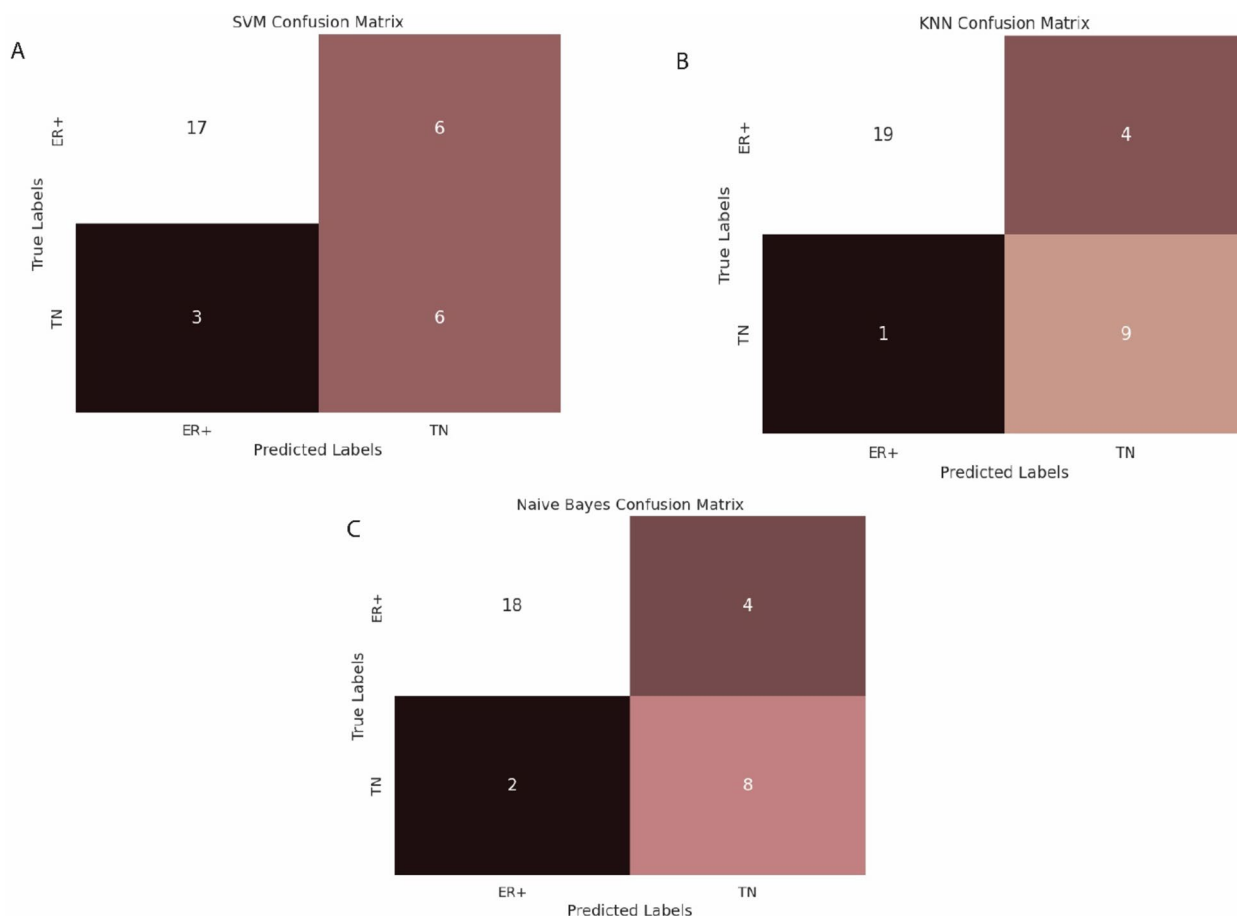 A
SVM Confusion Matrix
True Labels
ER+
17
6
TN
3
6
ER+
TN
Predicted Labels
B
KNN Confusion Matrix
True Labels
ER+
19
4
TN
1
9
ER+
TN
Predicted Labels
C
Naive Bayes Confusion Matrix
True Labels
ER+
18
4
TN
2
8
ER+
TN
Predicted Labels